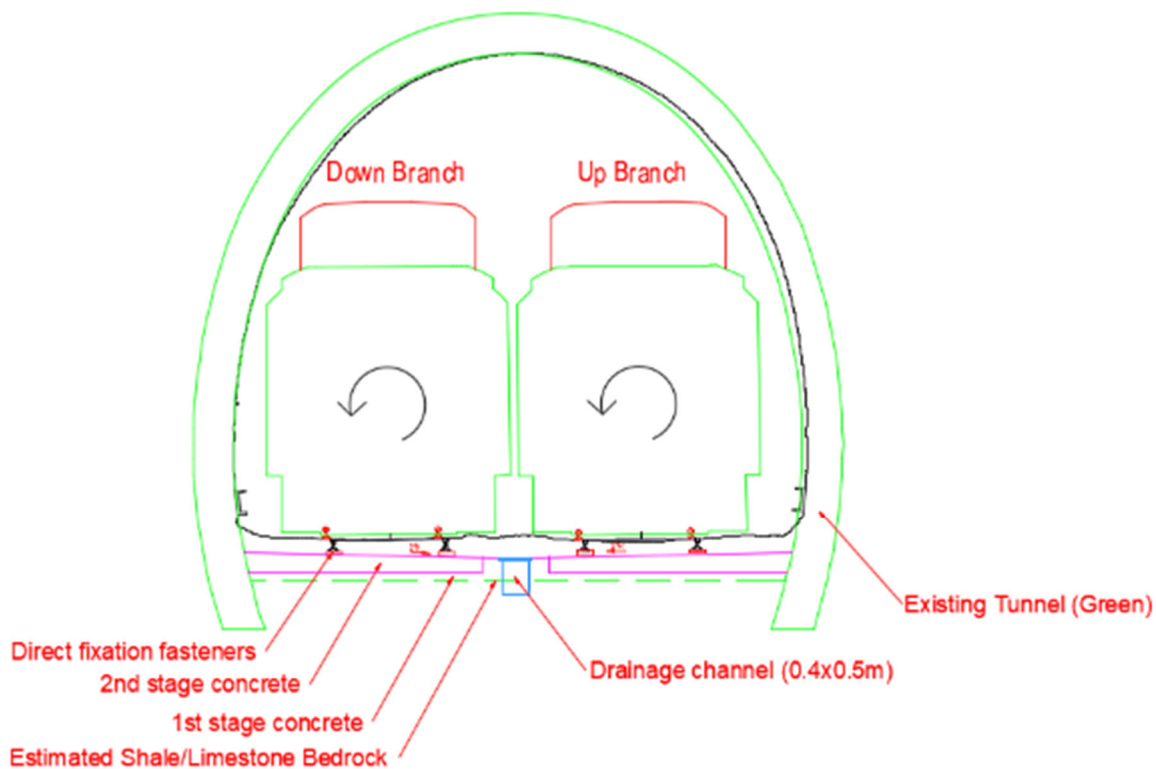 Down Branch
Up Branch
Existing Tunnel (Green)
Direct fixation fasteners
Drainage channel (0.4x0.5m)
2nd stage concrete
1st stage concrete
Estimated Shale/Limestone Bedrock